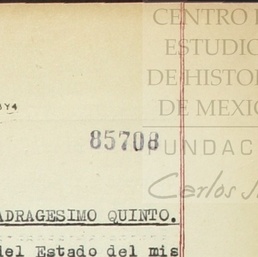 CENTRO
ESTUDIO
DE HISTOR
DE MEXIC
FUNDAC
Carlos
85708
ADRAGESIMO QUINTO.
del Estado del mis